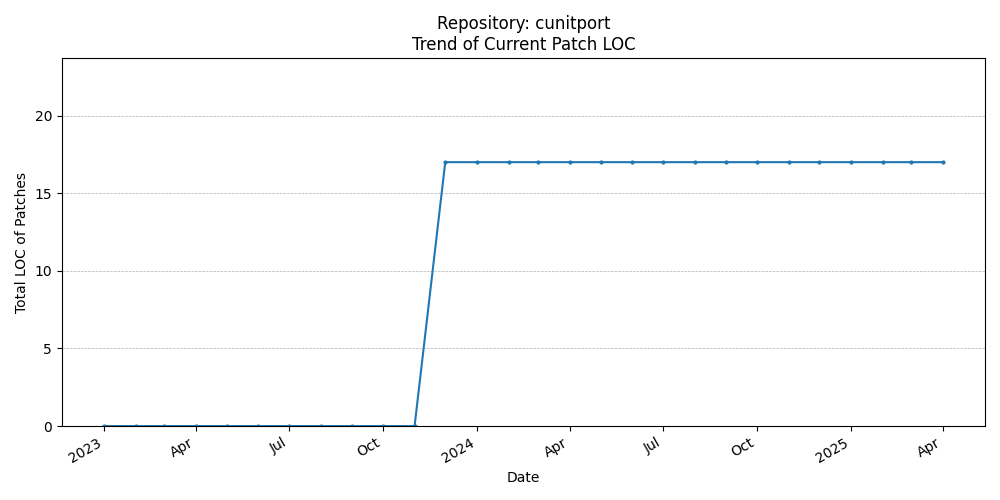 Repository: cunitport
Trend of Current Patch LOC
Total LOC of Patches
20
15
10
5
0
2023
Apr
Jul
Oct
2024
Apr
Jul
Oct
2025
Apr
Date